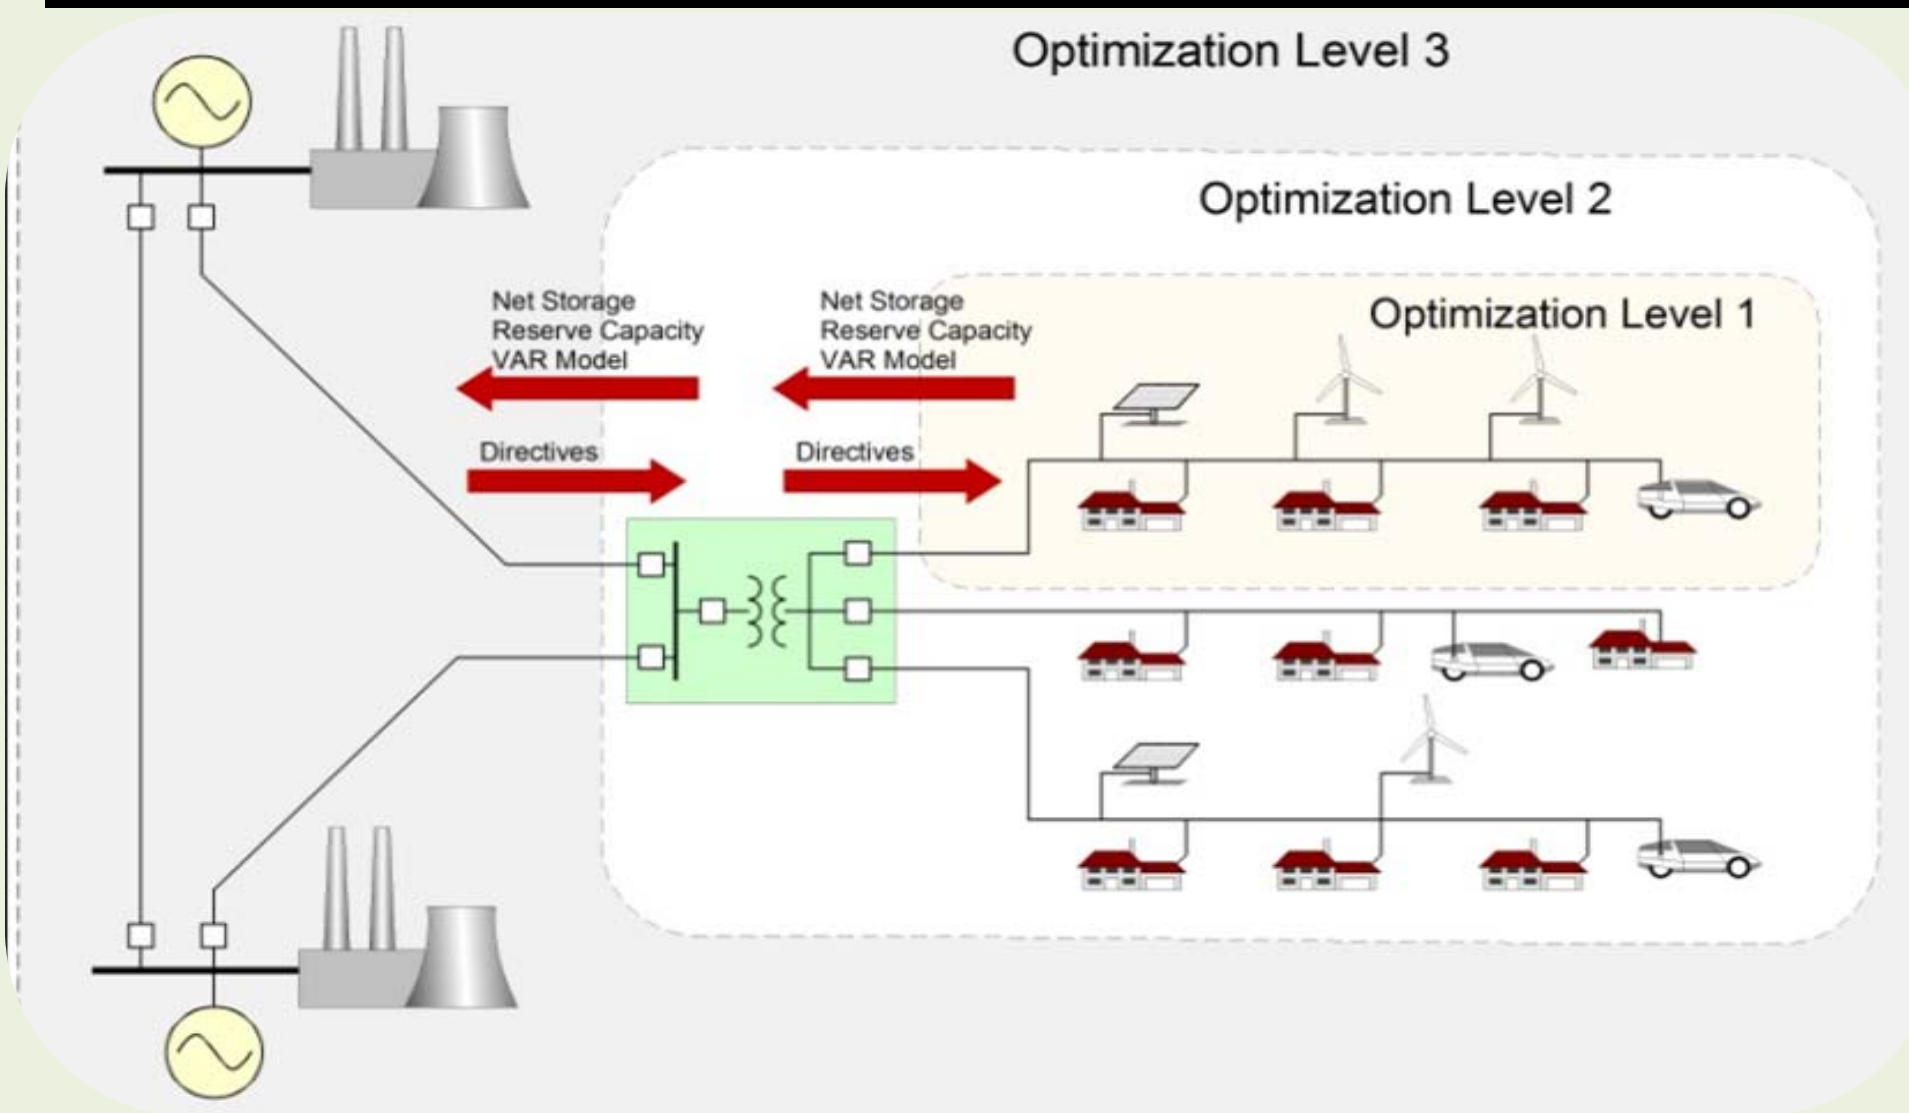 Optimization Level 3
Optimization Level 2
Optimization Level 1
Net Storage
Reserve Capacity
VAR Model
Net Storage
Reserve Capacity
VAR Model
Directives
Directives